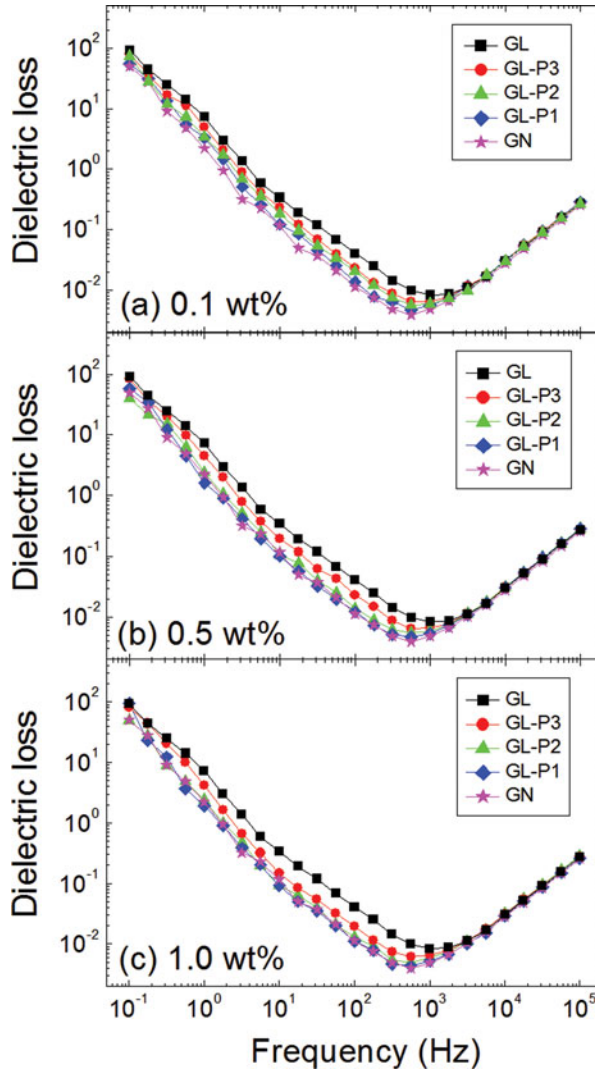 Dielectric loss
10^2
10^1
10^0
10^-1
10^-2
GL
GL-P3
GL-P2
GL-P1
GN
(a) 0.1 wt%
Dielectric loss
10^2
10^1
10^0
10^-1
10^-2
GL
GL-P3
GL-P2
GL-P1
GN
(b) 0.5 wt%
Dielectric loss
10^2
10^1
10^0
10^-1
10^-2
GL
GL-P3
GL-P2
GL-P1
GN
(c) 1.0 wt%
10^-1 10^0 10^1 10^2 10^3 10^4 10^5
Frequency (Hz)